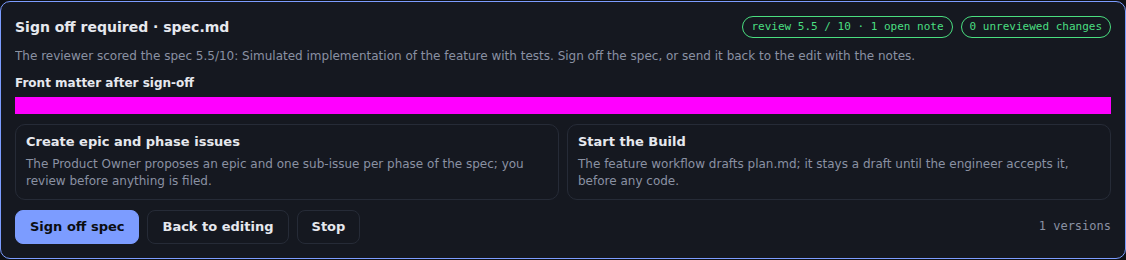 Sign off required · spec.md
review 5.5 / 10 · 1 open note
0 unreviewed changes
The reviewer scored the spec 5.5/10: Simulated implementation of the feature with tests. Sign off the spec, or send it back to the edit with the notes.
Front matter after sign-off
Create epic and phase issues
The Product Owner proposes an epic and one sub-issue per phase of the spec; you
review before anything is filed.
Start the Build
The feature workflow drafts plan.md; it stays a draft until the engineer accepts it,
before any code.
Sign off spec
Back to editing
Stop
1 versions